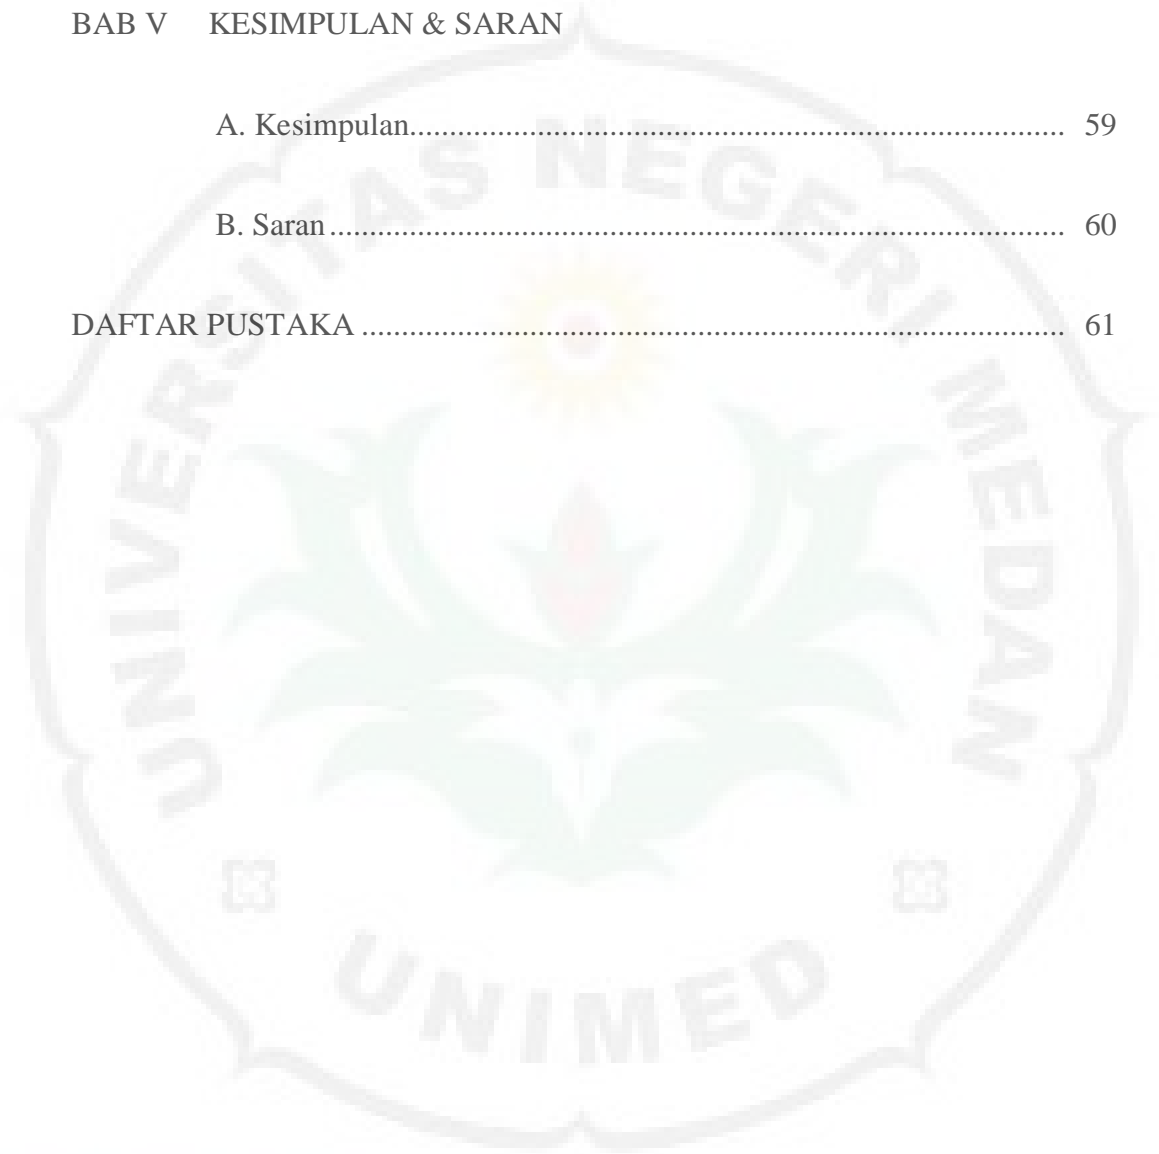 BAB V KESIMPULAN & SARAN
A. Kesimpulan........................................................................... 59
B. Saran ..................................................................................... 60
DAFTAR PUSTAKA ................................................................................ 61
UNIVERSITAS NEGERI MEDAN
UNIMED